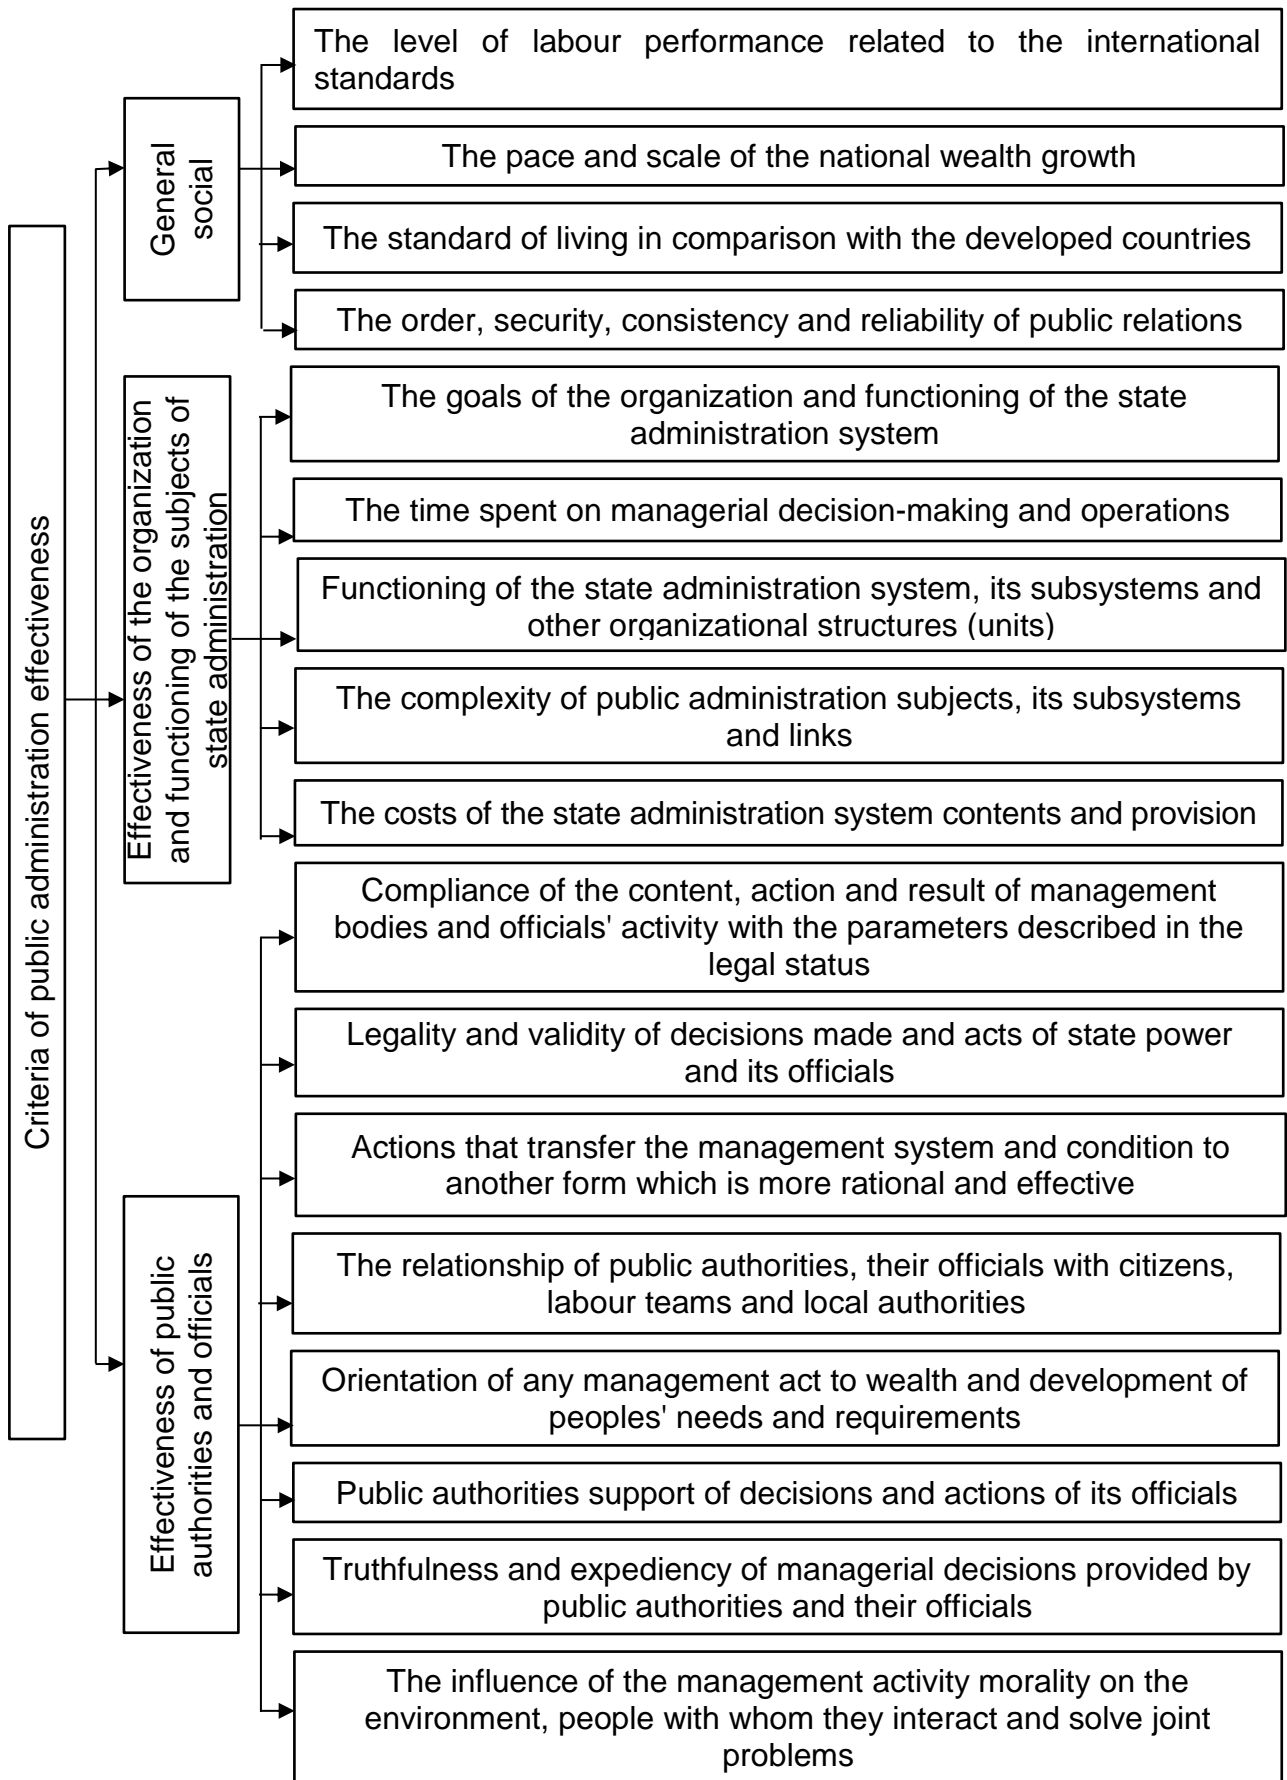 Criteria of public administration effectiveness
General
social
The level of labour performance related to the international
standards
The pace and scale of the national wealth growth
The standard of living in comparison with the developed countries
The order, security, consistency and reliability of public relations
Effectiveness of the organization
and functioning of the subjects of
state administration
The goals of the organization and functioning of the state
administration system
The time spent on managerial decision-making and operations
Functioning of the state administration system, its subsystems and
other organizational structures (units)
The complexity of public administration subjects, its subsystems
and links
The costs of the state administration system contents and provision
Effectiveness of public
authorities and officials
Compliance of the content, action and result of management
bodies and officials' activity with the parameters described in the
legal status
Legality and validity of decisions made and acts of state power
and its officials
Actions that transfer the management system and condition to
another form which is more rational and effective
The relationship of public authorities, their officials with citizens,
labour teams and local authorities
Orientation of any management act to wealth and development of
peoples' needs and requirements
Public authorities support of decisions and actions of its officials
Truthfulness and expediency of managerial decisions provided by
public authorities and their officials
The influence of the management activity morality on the
environment, people with whom they interact and solve joint
problems